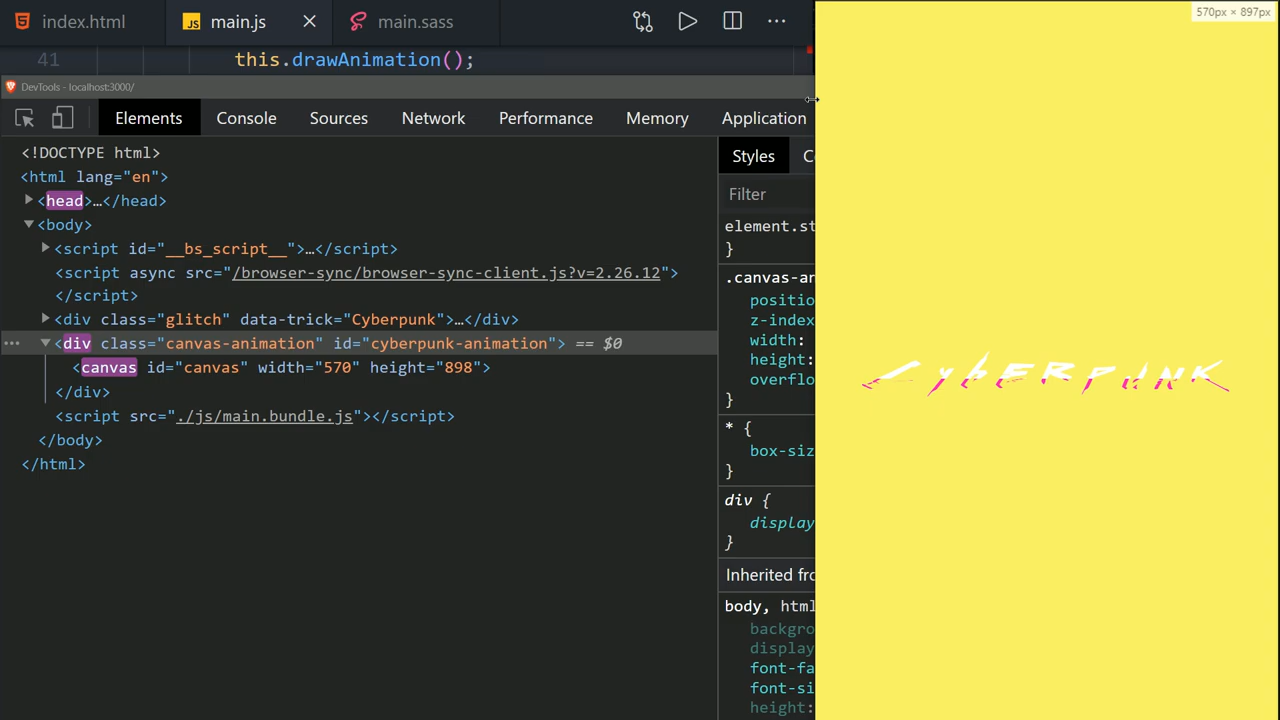 index.html
main.js
main.sass
41 this.drawAnimation();
DevTools - localhost:3000/
Elements Console Sources Network Performance Memory Application
<!DOCTYPE html>
<html lang="en">
<head>…</head>
<body>
<script id="__bs_script__">…</script>
<script async src="/browser-sync/browser-sync-client.js?v=2.26.12">
</script>
<div class="glitch" data-trick="Cyberpunk">…</div>
<div class="canvas-animation" id="cyberpunk-animation"> == $0
<canvas id="canvas" width="570" height="898">
</div>
<script src="./js/main.bundle.js"></script>
</body>
</html>
Styles
Filter
element.st
}
.canvas-an
positio
z-index
width:
height:
overflo
}
* {
box-siz
}
div {
display
}
Inherited fro
body, html
backgro
display
font-fa
font-si
height:
570px × 897px
CYBERPUNK